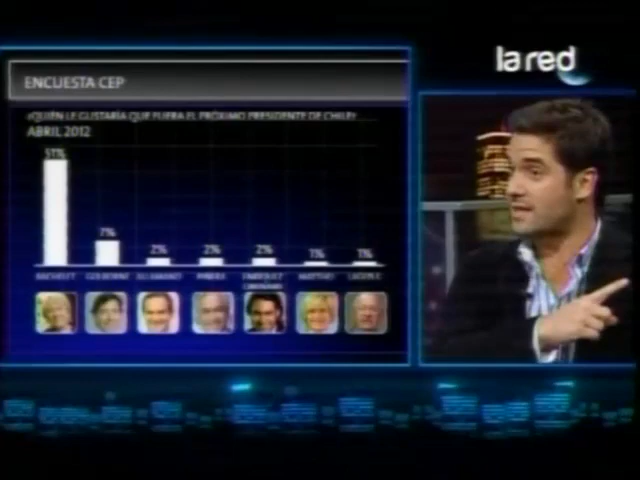 la red
ENCUESTA CEP
¿QUIÉN LE GUSTARÍA QUE FUERA EL PRÓXIMO PRESIDENTE DE CHILE?
ABRIL 2012
51%
7%
2%
2%
2%
1%
1%
BACHELET GOLBORNE ALLAMAND PIÑERA ENRIQUEZ MATTHEI LAGOS E
OMINAMI